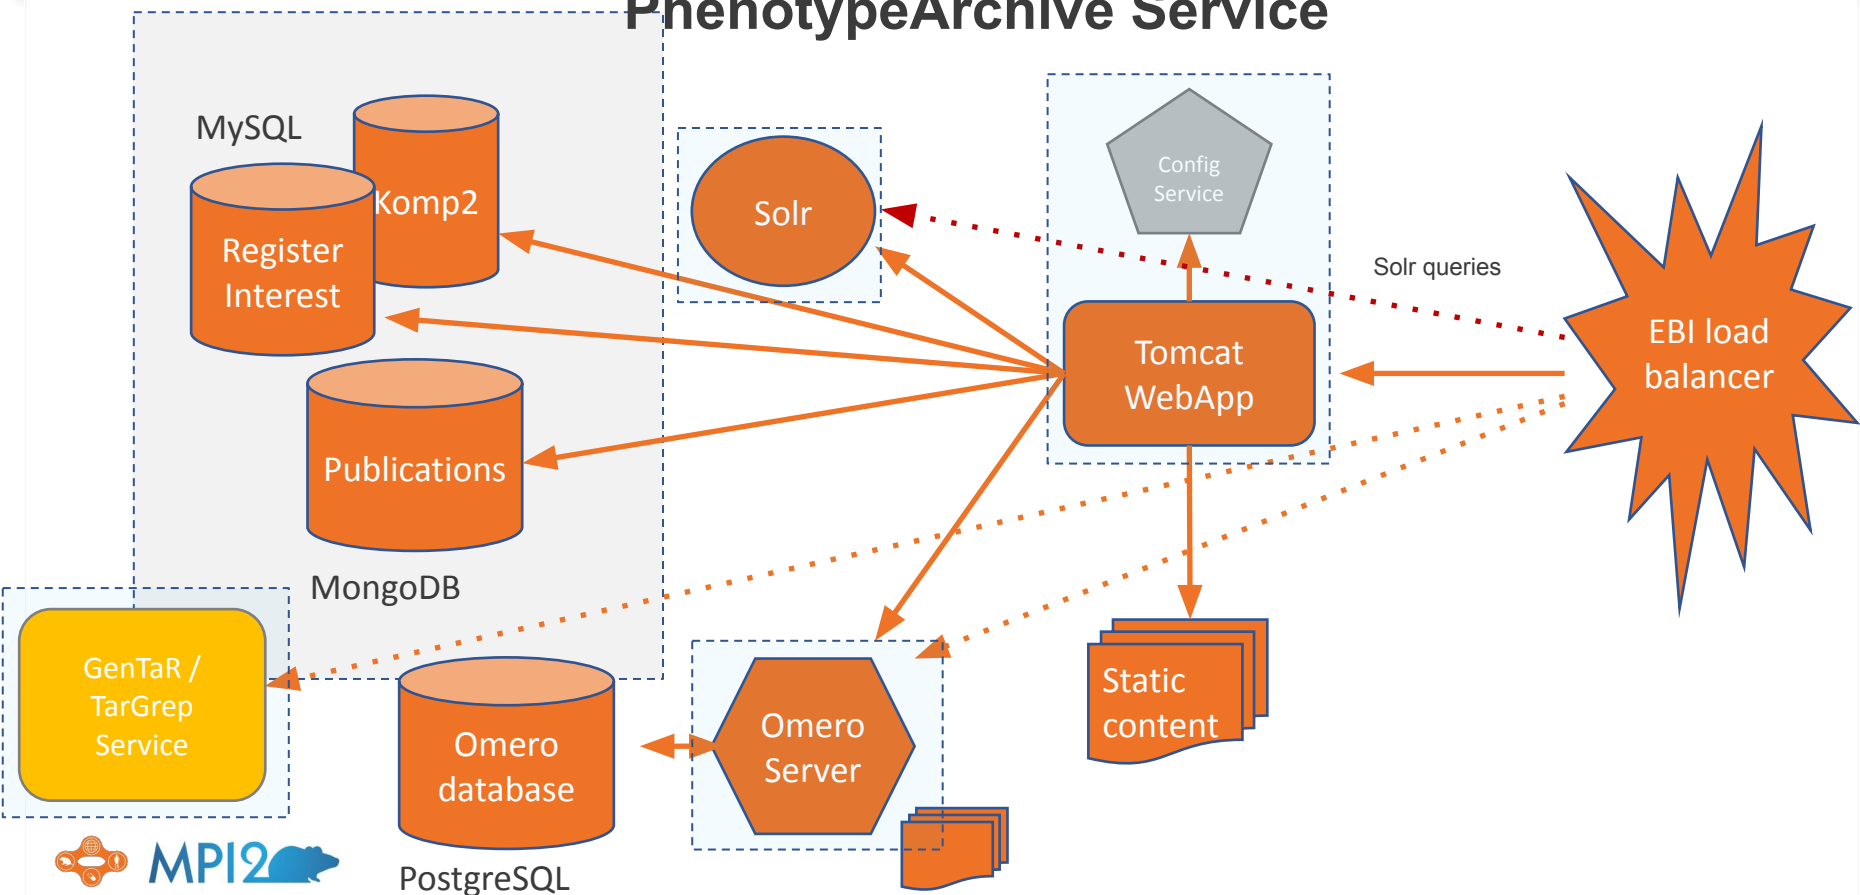 PhenotypeArchive Service
MySQL
Komp2
Register
Interest
Publications
MongoDB
Solr
Config
Service
Tomcat
WebApp
Solr queries
EBI load
balancer
GenTaR /
TarGrep
Service
Omero
database
PostgreSQL
Omero
Server
Static
content
MPI2